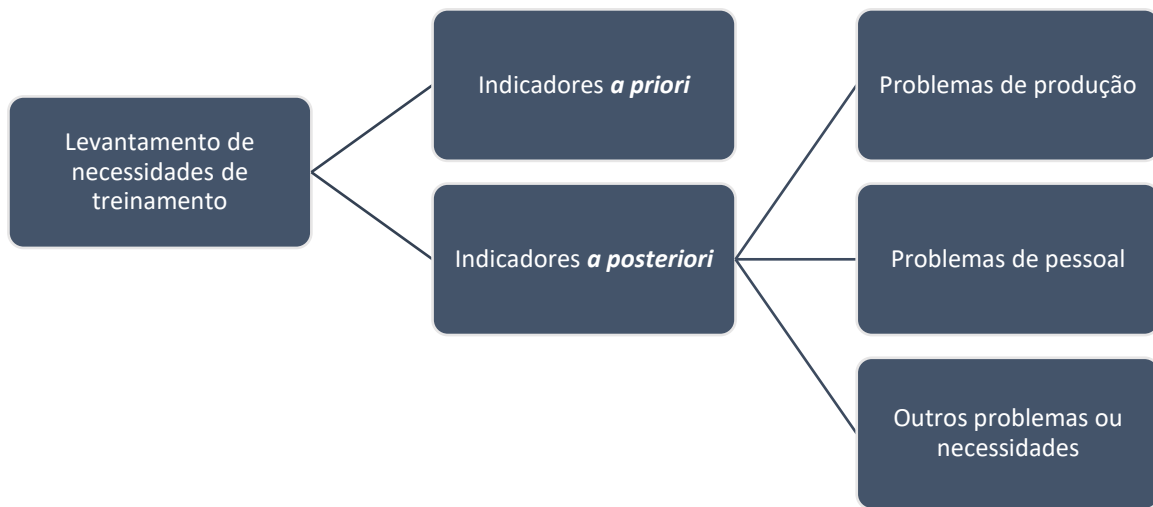 Levantamento de
necessidades de
treinamento
Indicadores a priori
Indicadores a posteriori
Problemas de produção
Problemas de pessoal
Outros problemas ou
necessidades